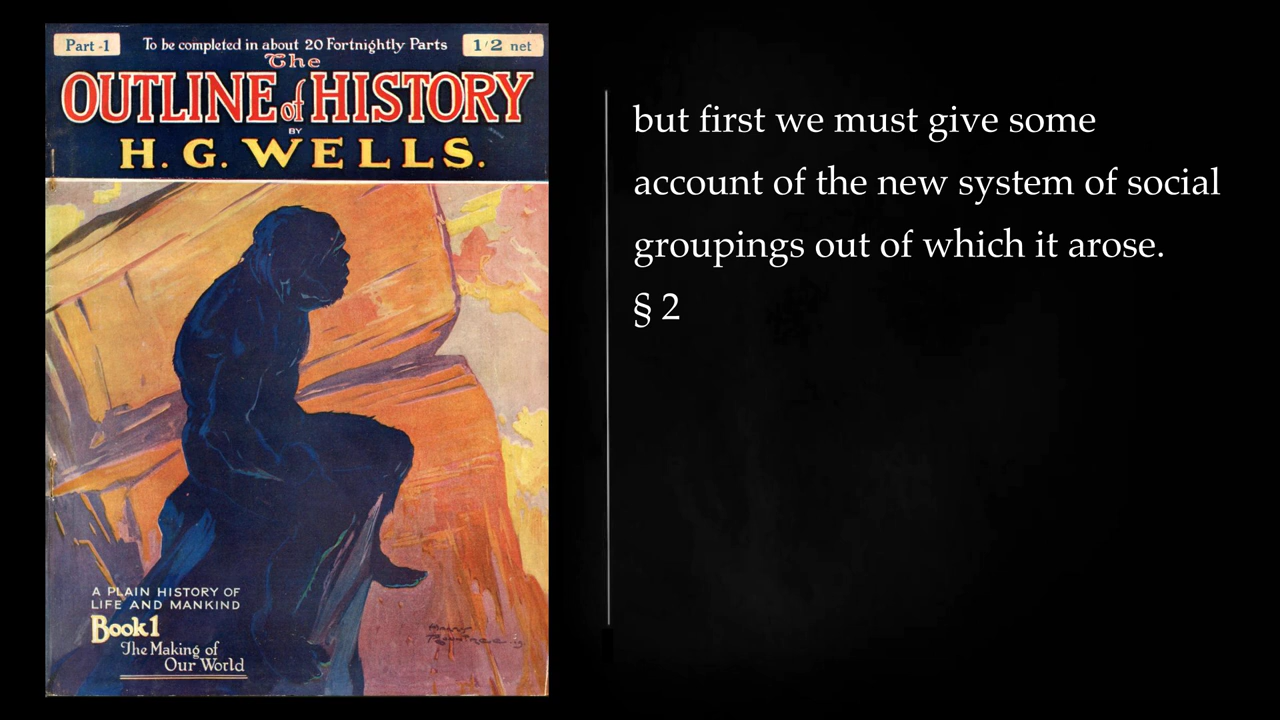 Part -1
To be completed in about 20 Fortnightly Parts
1/2 net
The
OUTLINE of HISTORY
BY
H. G. WELLS.
A PLAIN HISTORY OF
LIFE AND MANKIND
Book 1
The Making of
Our World
but first we must give some
account of the new system of social
groupings out of which it arose.
§ 2